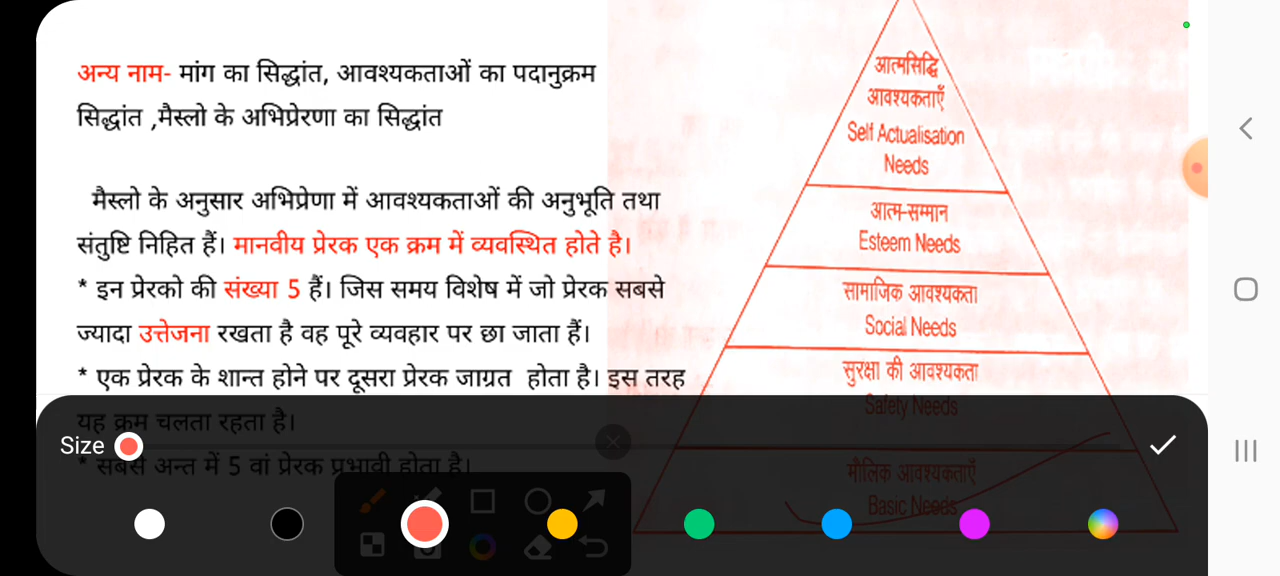 अन्य नाम- मांग का सिद्धांत, आवश्यकताओं का पदानुक्रम
सिद्धांत ,मैस्लो के अभिप्रेरणा का सिद्धांत
मैस्लो के अनुसार अभिप्रेणा में आवश्यकताओं की अनुभूति तथा
संतुष्टि निहित हैं। मानवीय प्रेरक एक क्रम में व्यवस्थित होते है।
* इन प्रेरको की संख्या 5 हैं। जिस समय विशेष में जो प्रेरक सबसे
ज्यादा उत्तेजना रखता है वह पूरे व्यवहार पर छा जाता हैं।
* एक प्रेरक के शान्त होने पर दूसरा प्रेरक जाग्रत होता है। इस तरह
यह क्रम चलता रहता है।
* सबसे अन्त में 5 वां प्रेरक प्रभावी होता है।
आत्मसिद्धि
आवश्यकताएँ
Self Actualisation
Needs
आत्म-सम्मान
Esteem Needs
सामाजिक आवश्यकता
Social Needs
सुरक्षा की आवश्यकता
Safety Needs
मौलिक आवश्यकताएँ
Basic Needs
Size